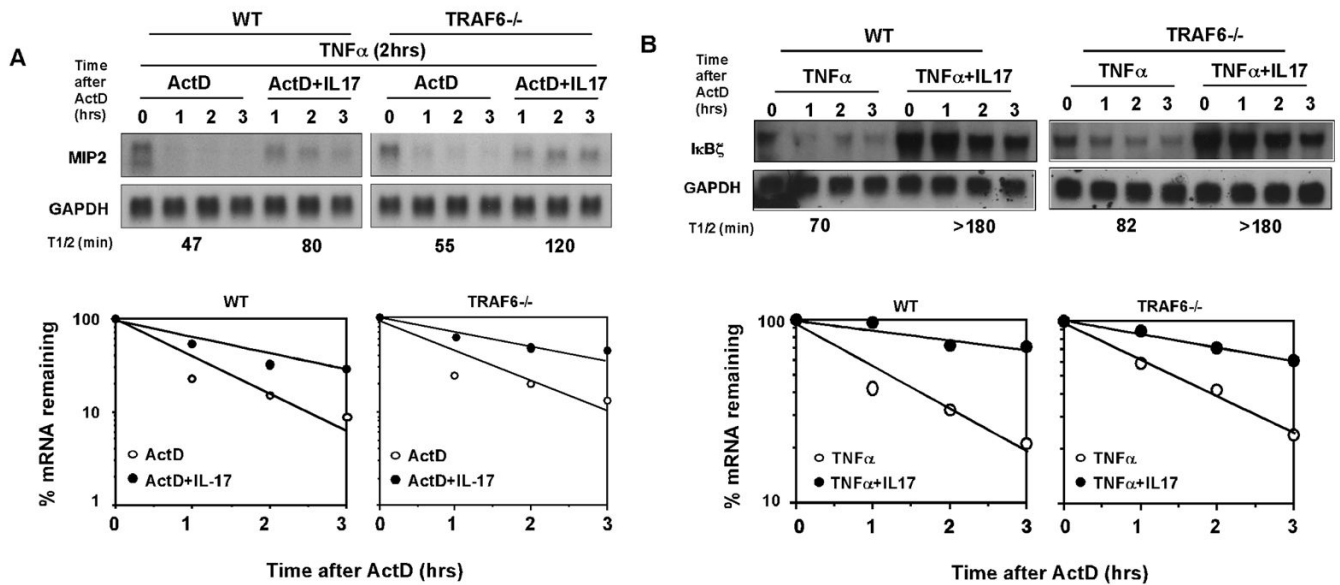 A
WT TRAF6-/-
TNFα (2hrs)
Time after ActD (hrs)
ActD ActD+IL17 ActD ActD+IL17
0 1 2 3 1 2 3 0 1 2 3 1 2 3
MIP2
GAPDH
T1/2 (min) 47 80 55 120
WT TRAF6-/-
% mRNA remaining
100
10
1
ActD
ActD+IL-17
ActD
ActD+IL-17
0 1 2 3 0 1 2 3
Time after ActD (hrs)
B
WT TRAF6-/-
Time after ActD (hrs)
TNFα TNFα+IL17 TNFα TNFα+IL17
0 1 2 3 0 1 2 3 0 1 2 3 0 1 2 3
IκBζ
GAPDH
T1/2 (min) 70 >180 82 >180
WT TRAF6-/-
% mRNA remaining
100
10
TNFα
TNFα+IL17
TNFα
TNFα+IL17
0 1 2 3 0 1 2 3
Time after ActD (hrs)